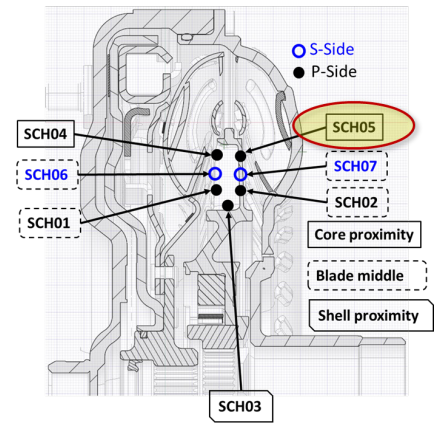 S-Side
P-Side
SCH04
SCH05
SCH06
SCH07
SCH01
SCH02
Core proximity
Blade middle
Shell proximity
SCH03